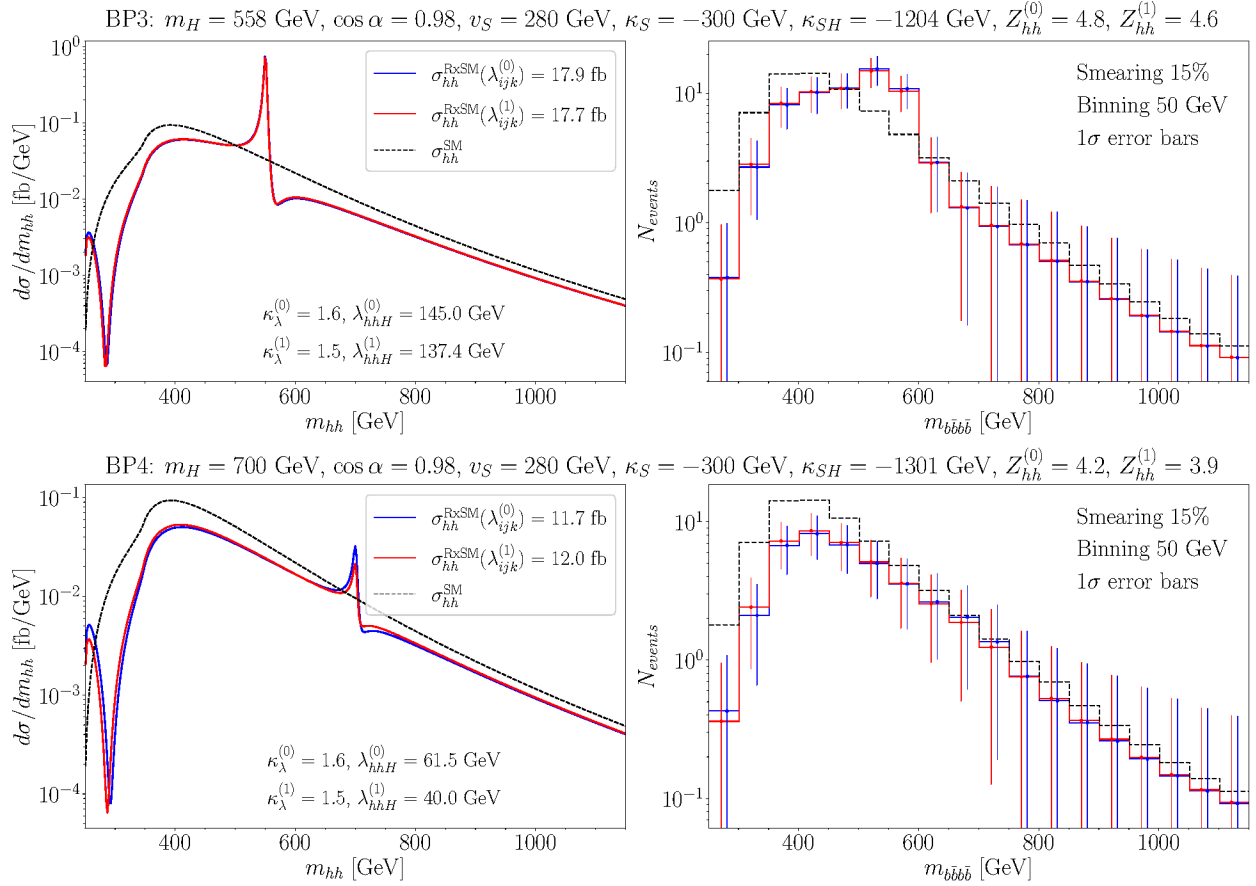 BP3: m_H = 558 GeV, cos α = 0.98, v_S = 280 GeV, κ_S = −300 GeV, κ_SH = −1204 GeV, Z_hh^(0) = 4.8, Z_hh^(1) = 4.6
10^0
10^−1
10^−2
10^−3
10^−4
dσ/dm_hh [fb/GeV]
σ_hh^RxSM(λ_ijk^(0)) = 17.9 fb
σ_hh^RxSM(λ_ijk^(1)) = 17.7 fb
σ_hh^SM
κ_λ^(0) = 1.6, λ_hhH^(0) = 145.0 GeV
κ_λ^(1) = 1.5, λ_hhH^(1) = 137.4 GeV
400 600 800 1000
m_hh [GeV]
10^1
10^0
10^−1
N_events
Smearing 15%
Binning 50 GeV
1σ error bars
400 600 800 1000
m_bb̄bb̄ [GeV]
BP4: m_H = 700 GeV, cos α = 0.98, v_S = 280 GeV, κ_S = −300 GeV, κ_SH = −1301 GeV, Z_hh^(0) = 4.2, Z_hh^(1) = 3.9
10^−1
10^−2
10^−3
10^−4
dσ/dm_hh [fb/GeV]
σ_hh^RxSM(λ_ijk^(0)) = 11.7 fb
σ_hh^RxSM(λ_ijk^(1)) = 12.0 fb
σ_hh^SM
κ_λ^(0) = 1.6, λ_hhH^(0) = 61.5 GeV
κ_λ^(1) = 1.5, λ_hhH^(1) = 40.0 GeV
400 600 800 1000
m_hh [GeV]
10^1
10^0
10^−1
N_events
Smearing 15%
Binning 50 GeV
1σ error bars
400 600 800 1000
m_bb̄bb̄ [GeV]